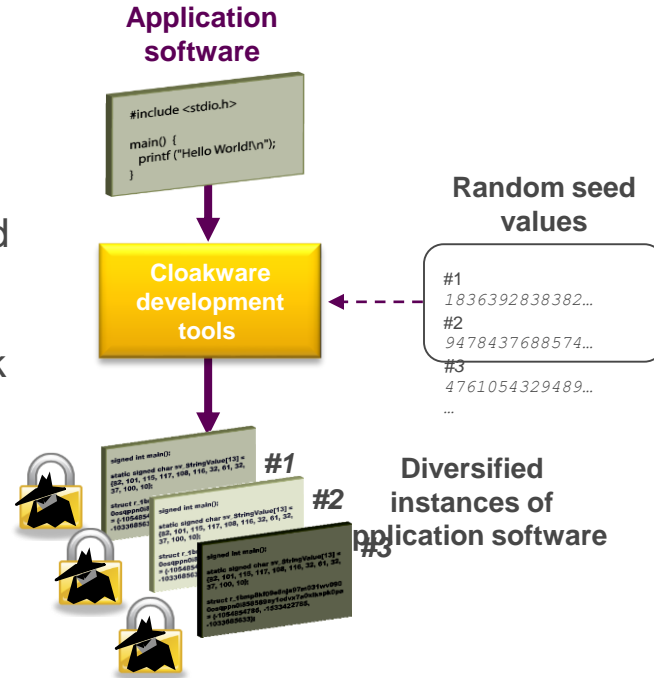 Application
software
#include <stdio.h>
main() {
printf ("Hello World!\n");
}
Random seed
values
Cloakware
development
tools
#1
1836392838382…
#2
9478437688574…
#3
4761054329489…
…
d
k
#1
signed int main();
static signed char sv_StringValue[13] =
{82, 101, 115, 117, 108, 116, 32, 61, 32,
37, 100, 10};
#2
signed int main();
static signed char sv_StringValue[13] =
{82, 101, 115, 117, 108, 116, 32, 61, 32,
37, 100, 10};
#3
signed int main();
static signed char sv_StringValue[13] =
{82, 101, 115, 117, 108, 116, 32, 61, 32,
37, 100, 10};
Diversified
instances of
pplication software